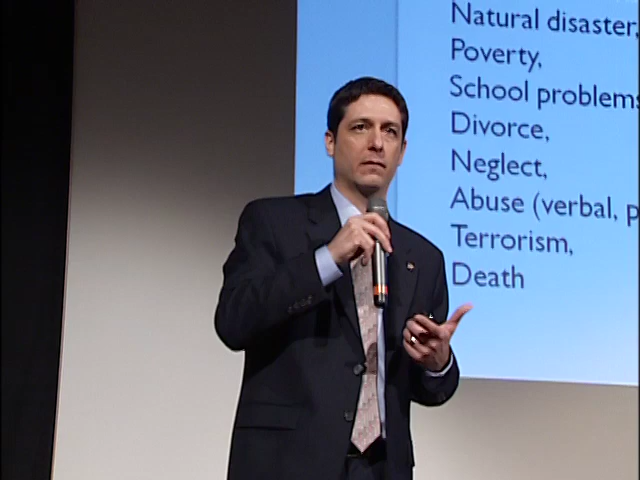 Natural disaster,
Poverty,
School problems
Divorce,
Neglect,
Abuse (verbal, p
Terrorism,
Death